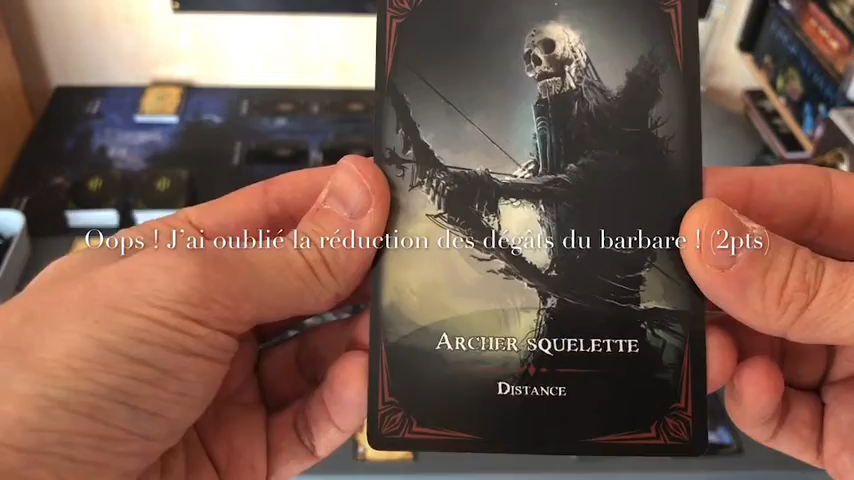 Oops ! J'ai oublié la réduction des dégâts du barbare ! (2pts)
Archer squelette
Distance